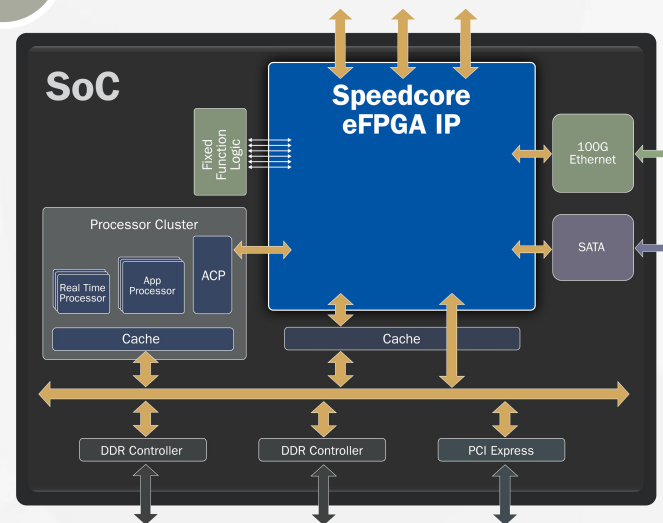 SoC
Speedcore
eFPGA IP
Fixed
Function
Logic
100G
Ethernet
SATA
Processor Cluster
Real Time
Processor
App
Processor
ACP
Cache
Cache
DDR Controller
DDR Controller
PCI Express